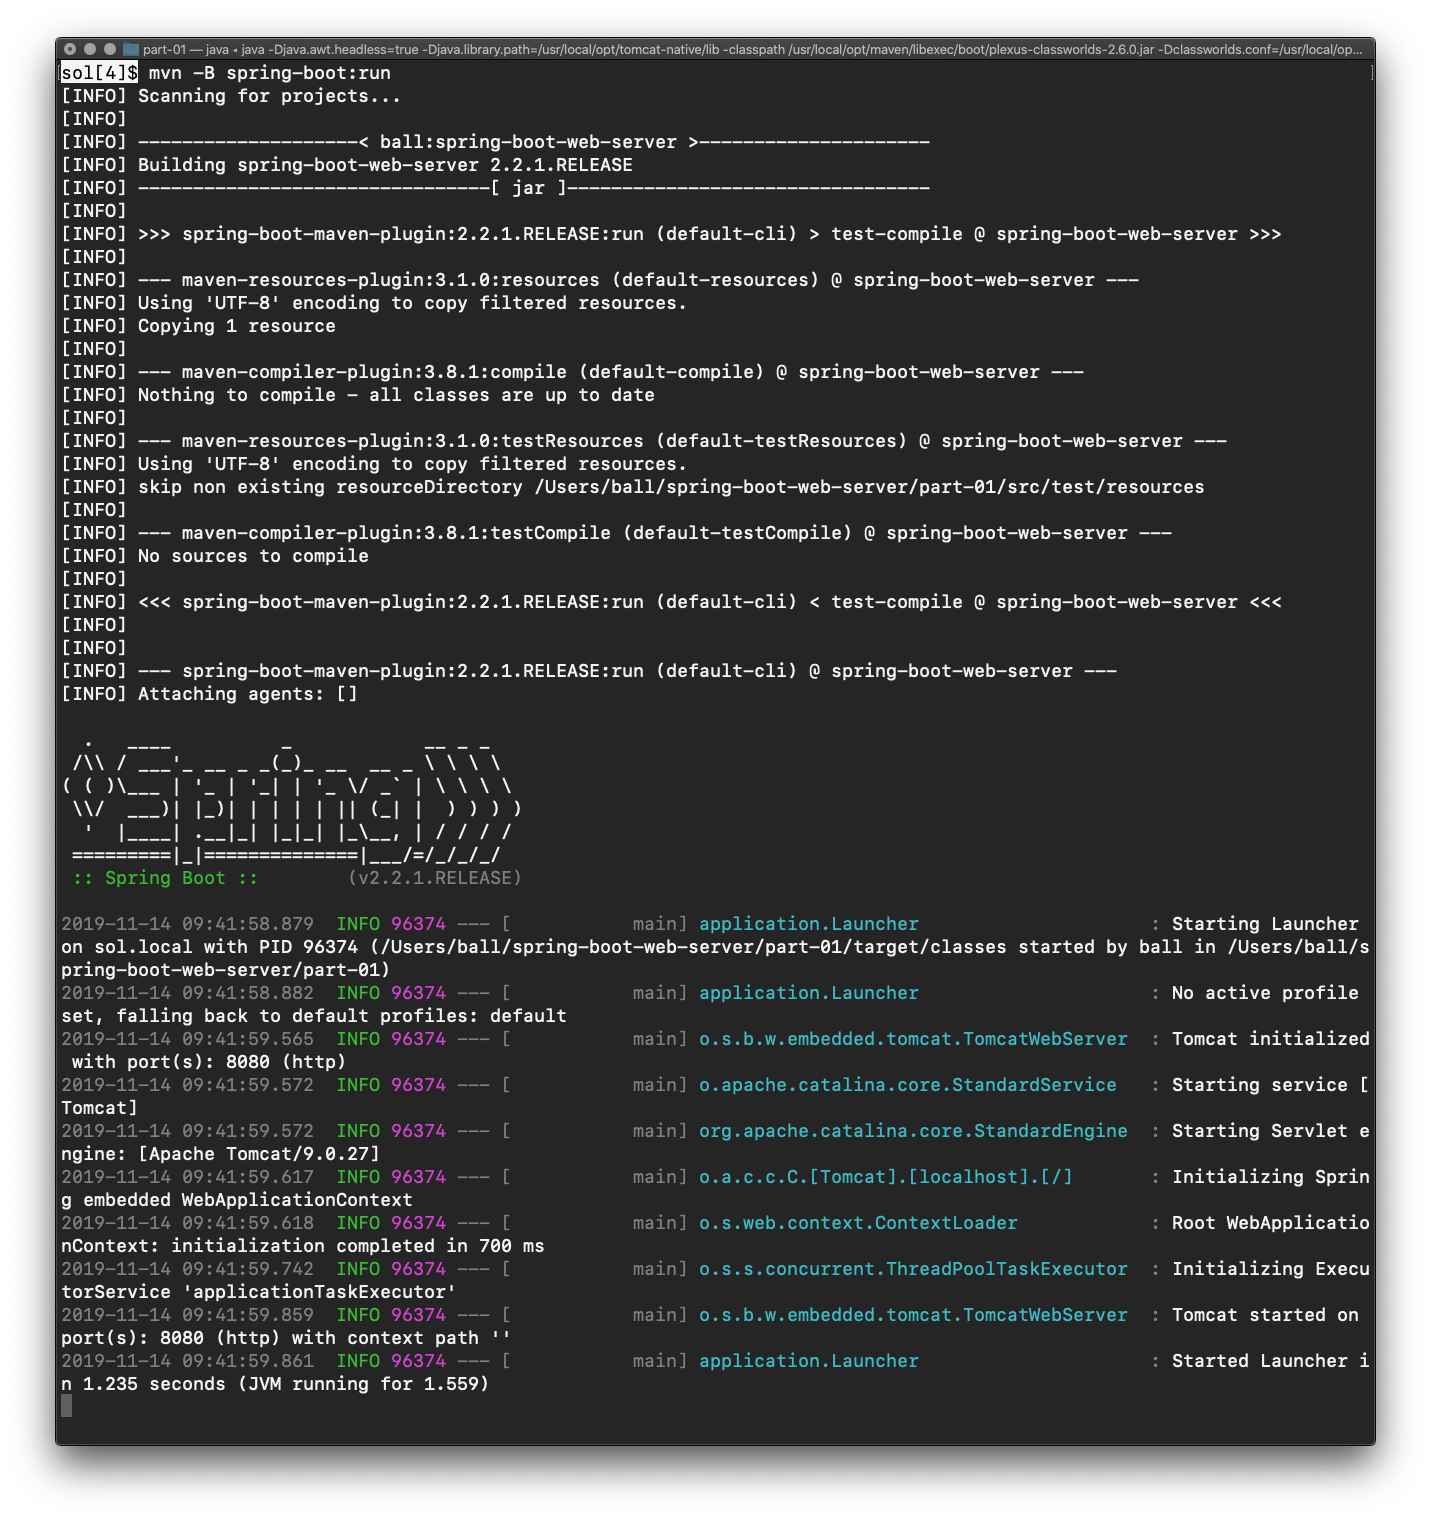 part-01 — java ◂ java -Djava.awt.headless=true -Djava.library.path=/usr/local/opt/tomcat-native/lib -classpath /usr/local/opt/maven/libexec/boot/plexus-classworlds-2.6.0.jar -Dclassworlds.conf=/usr/local/op...
sol[4]$ mvn -B spring-boot:run
[INFO] Scanning for projects...
[INFO]
[INFO] --------------------< ball:spring-boot-web-server >---------------------
[INFO] Building spring-boot-web-server 2.2.1.RELEASE
[INFO] --------------------------------[ jar ]---------------------------------
[INFO]
[INFO] >>> spring-boot-maven-plugin:2.2.1.RELEASE:run (default-cli) > test-compile @ spring-boot-web-server >>>
[INFO]
[INFO] --- maven-resources-plugin:3.1.0:resources (default-resources) @ spring-boot-web-server ---
[INFO] Using 'UTF-8' encoding to copy filtered resources.
[INFO] Copying 1 resource
[INFO]
[INFO] --- maven-compiler-plugin:3.8.1:compile (default-compile) @ spring-boot-web-server ---
[INFO] Nothing to compile - all classes are up to date
[INFO]
[INFO] --- maven-resources-plugin:3.1.0:testResources (default-testResources) @ spring-boot-web-server ---
[INFO] Using 'UTF-8' encoding to copy filtered resources.
[INFO] skip non existing resourceDirectory /Users/ball/spring-boot-web-server/part-01/src/test/resources
[INFO]
[INFO] --- maven-compiler-plugin:3.8.1:testCompile (default-testCompile) @ spring-boot-web-server ---
[INFO] No sources to compile
[INFO]
[INFO] <<< spring-boot-maven-plugin:2.2.1.RELEASE:run (default-cli) < test-compile @ spring-boot-web-server <<<
[INFO]
[INFO]
[INFO] --- spring-boot-maven-plugin:2.2.1.RELEASE:run (default-cli) @ spring-boot-web-server ---
[INFO] Attaching agents: []
  .   ____          _            __ _ _
 /\\ / ___'_ __ _ _(_)_ __  __ _ \ \ \ \
( ( )\___ | '_ | '_| | '_ \/ _` | \ \ \ \
 \\/  ___)| |_)| | | | | || (_| |  ) ) ) )
  '  |____| .__|_| |_|_| |_\__, | / / / /
 =========|_|==============|___/=/_/_/_/
 :: Spring Boot ::        (v2.2.1.RELEASE)
2019-11-14 09:41:58.879  INFO 96374 --- [           main] application.Launcher                     : Starting Launcher
on sol.local with PID 96374 (/Users/ball/spring-boot-web-server/part-01/target/classes started by ball in /Users/ball/s
pring-boot-web-server/part-01)
2019-11-14 09:41:58.882  INFO 96374 --- [           main] application.Launcher                     : No active profile
set, falling back to default profiles: default
2019-11-14 09:41:59.565  INFO 96374 --- [           main] o.s.b.w.embedded.tomcat.TomcatWebServer  : Tomcat initialized
 with port(s): 8080 (http)
2019-11-14 09:41:59.572  INFO 96374 --- [           main] o.apache.catalina.core.StandardService   : Starting service [
Tomcat]
2019-11-14 09:41:59.572  INFO 96374 --- [           main] org.apache.catalina.core.StandardEngine  : Starting Servlet e
ngine: [Apache Tomcat/9.0.27]
2019-11-14 09:41:59.617  INFO 96374 --- [           main] o.a.c.c.C.[Tomcat].[localhost].[/]       : Initializing Sprin
g embedded WebApplicationContext
2019-11-14 09:41:59.618  INFO 96374 --- [           main] o.s.web.context.ContextLoader            : Root WebApplicatio
nContext: initialization completed in 700 ms
2019-11-14 09:41:59.742  INFO 96374 --- [           main] o.s.s.concurrent.ThreadPoolTaskExecutor  : Initializing Execu
torService 'applicationTaskExecutor'
2019-11-14 09:41:59.859  INFO 96374 --- [           main] o.s.b.w.embedded.tomcat.TomcatWebServer  : Tomcat started on
port(s): 8080 (http) with context path ''
2019-11-14 09:41:59.861  INFO 96374 --- [           main] application.Launcher                     : Started Launcher i
n 1.235 seconds (JVM running for 1.559)